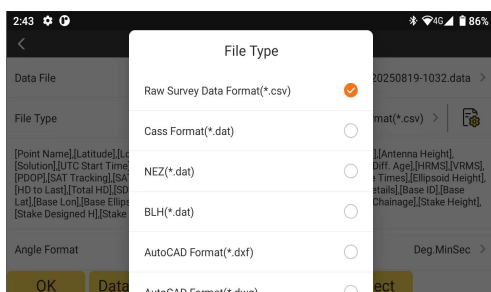 2:43 4G 86%
File Type
Data File 20250819-1032.data
Raw Survey Data Format(*.csv)
File Type mat(*.csv)
Cass Format(*.dat)
[Point Name],[Latitude],[Lo ],[Antenna Height],
[Solution],[UTC Start Time] Diff. Age],[HRMS],[VRMS],
[PDOP],[SAT Tracking],[SA Times],[Ellipsoid Height],
NEZ(*.dat)
[HD to Last],[Total HD],[SD etails],[Base ID],[Base
Lat],[Base Lon],[Base Ellips Chainage],[Stake Height],
[Stake Designed H],[Stake
BLH(*.dat)
Angle Format Deg.MinSec
AutoCAD Format(*.dxf)
OK Data ect
AutoCAD Format(*.dwg)